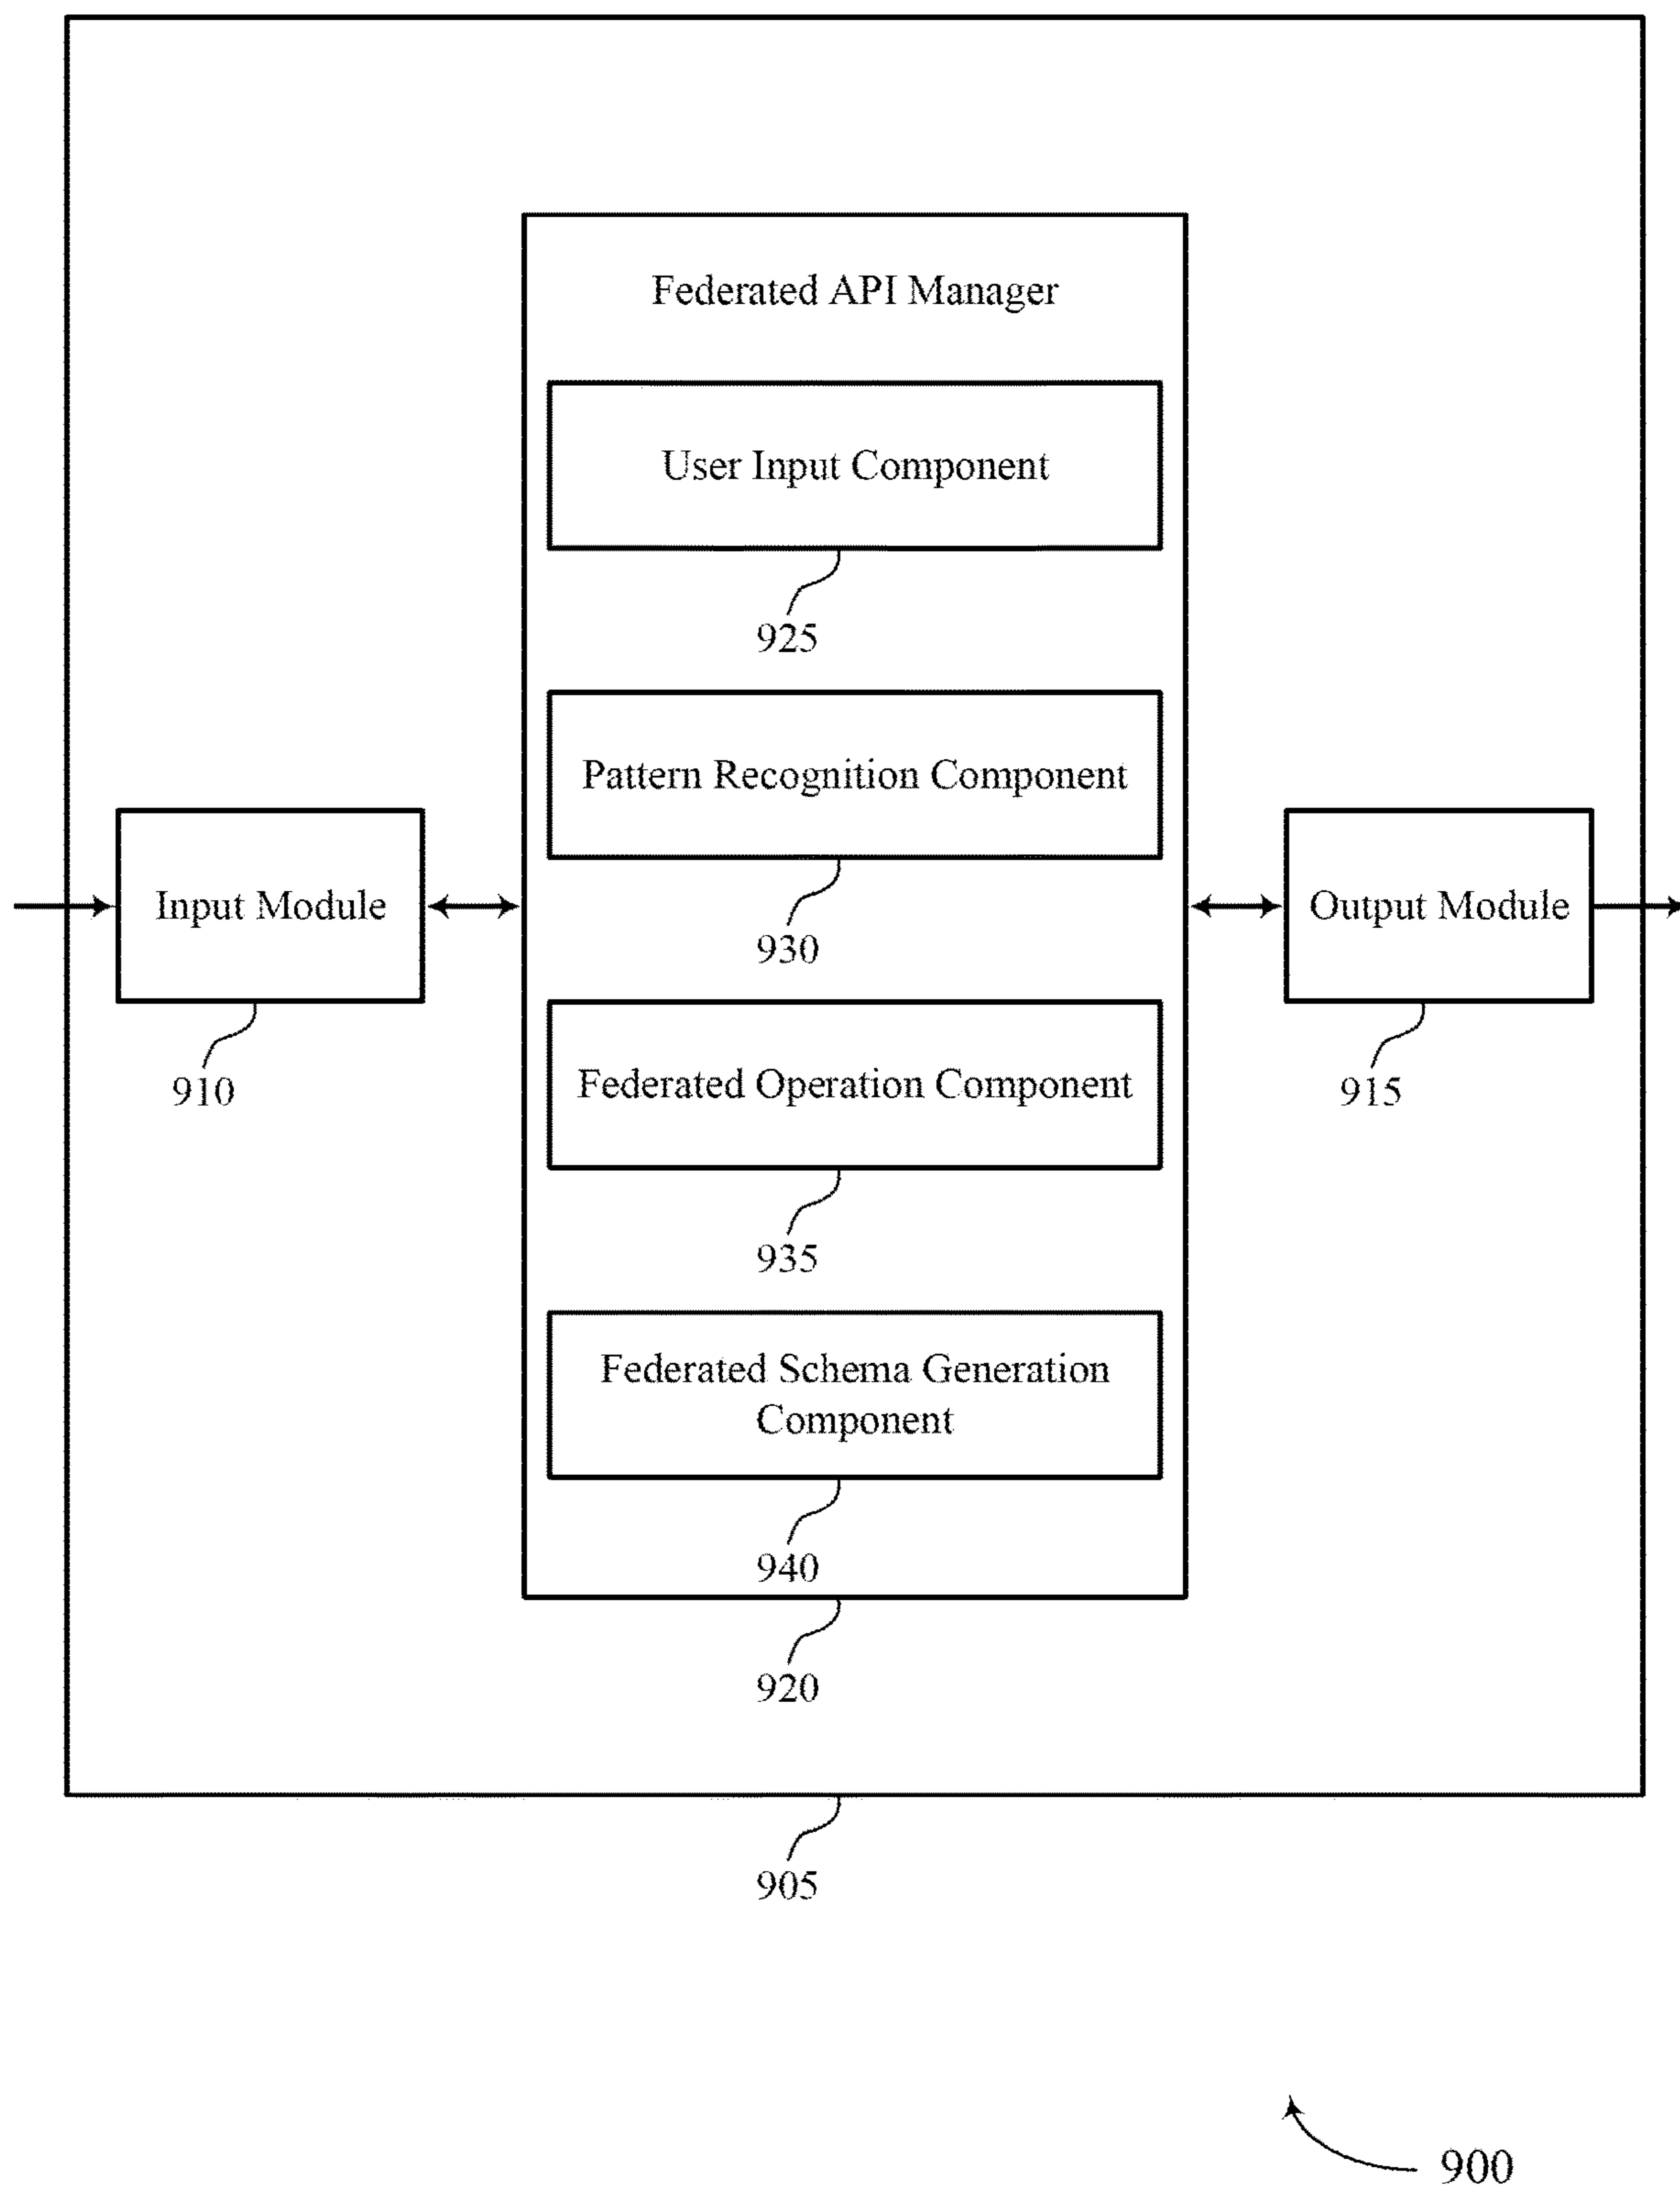 Federated API Manager
User Input Component
925
Pattern Recognition Component
930
Input Module
910
Output Module
915
Federated Operation Component
935
Federated Schema Generation
Component
940
920
905
900